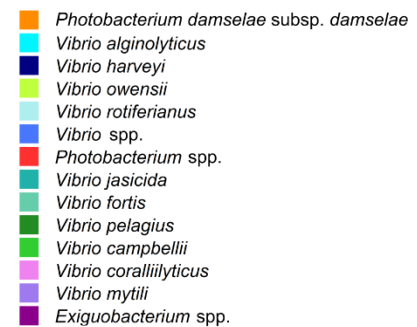 Photobacterium damselae subsp. damselae
Vibrio alginolyticus
Vibrio harveyi
Vibrio owensii
Vibrio rotiferianus
Vibrio spp.
Photobacterium spp.
Vibrio jasicida
Vibrio fortis
Vibrio pelagius
Vibrio campbellii
Vibrio coralliilyticus
Vibrio mytili
Exiguobacterium spp.